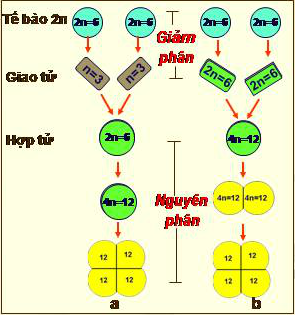 Tế bào 2n
2n=6
2n=6
2n=6
2n=6
Giảm
phân
Giao tử
n=3
n=3
2n=6
2n=6
Hợp tử
2n=6
4n=12
4n=12
Nguyên
phân
4n=12
4n=12
12
12
12
12
12
12
12
12
a
b